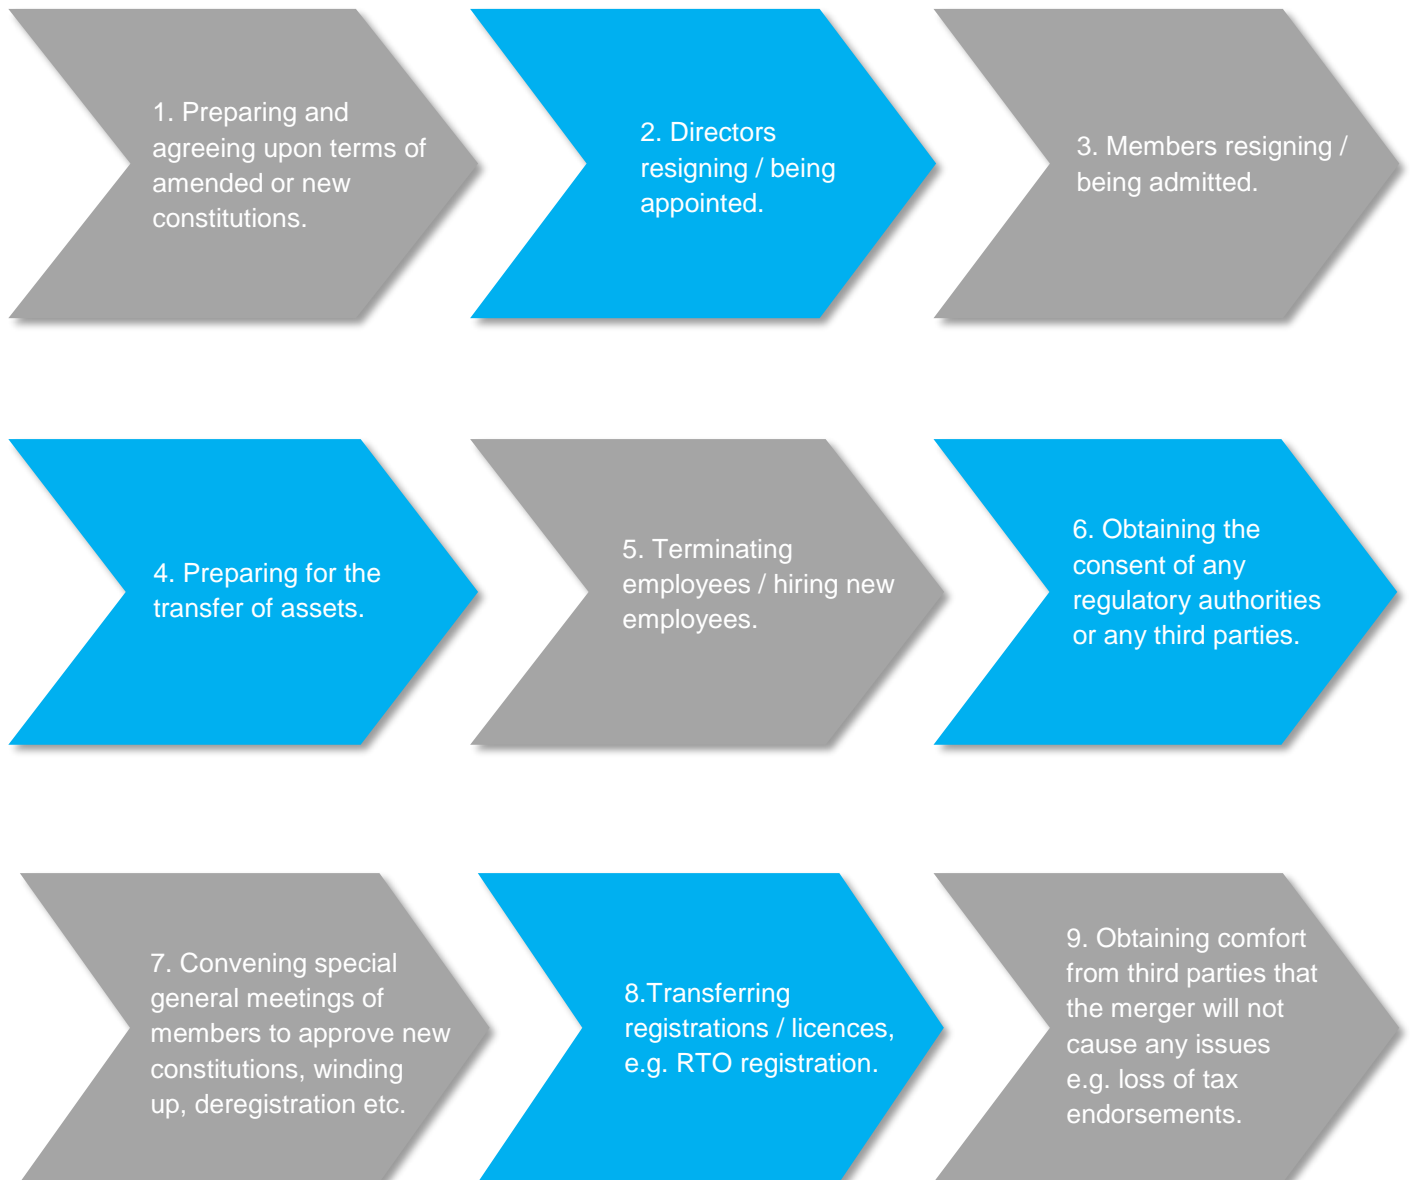 1. Preparing and
agreeing upon terms of
amended or new
constitutions.
2. Directors
resigning / being
appointed.
3. Members resigning /
being admitted.
4. Preparing for the
transfer of assets.
5. Terminating
employees / hiring new
employees.
6. Obtaining the
consent of any
regulatory authorities
or any third parties.
7. Convening special
general meetings of
members to approve new
constitutions, winding
up, deregistration etc.
8.Transferring
registrations / licences,
e.g. RTO registration.
9. Obtaining comfort
from third parties that
the merger will not
cause any issues
e.g. loss of tax
endorsements.